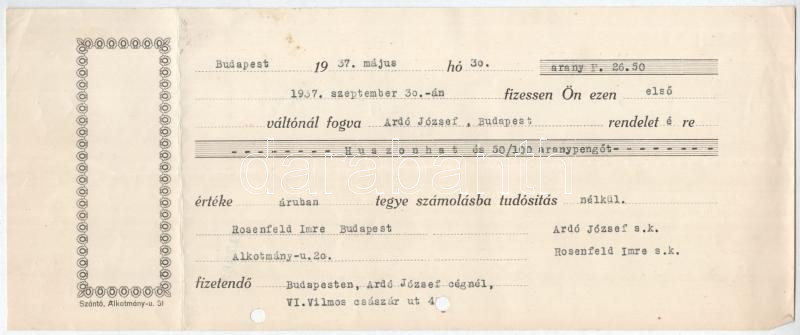 Budapest 19 37. május hó 30. arany P. 26.50
1937. szeptember 30.-án fizessen Ön ezen első
váltónál fogva Ardó József, Budapest rendelet é re
-------- Huszonhat és 50/100 aranypengőt--------
értéke áruban tegye számolásba tudósítás nélkül.
Rosenfeld Imre Budapest Ardó József s.k.
Alkotmány-u.20. Rosenfeld Imre s.k.
fizetendő Budapesten, Ardó József cégnél,
VI.Vilmos császár ut 4
Szántó, Alkotmány-u. 31
darabanth